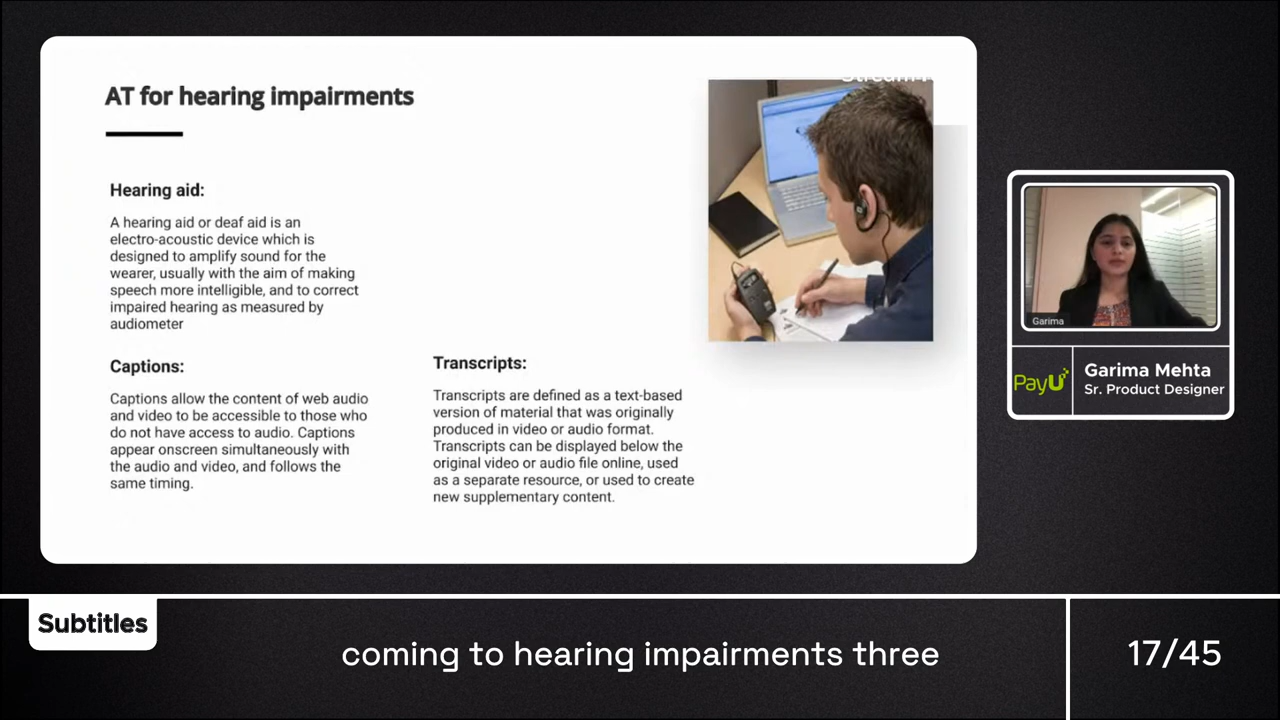 AT for hearing impairments
Hearing aid:
A hearing aid or deaf aid is an
electro-acoustic device which is
designed to amplify sound for the
wearer, usually with the aim of making
speech more intelligible, and to correct
impaired hearing as measured by
audiometer
Captions:
Captions allow the content of web audio
and video to be accessible to those who
do not have access to audio. Captions
appear onscreen simultaneously with
the audio and video, and follows the
same timing.
Transcripts:
Transcripts are defined as a text-based
version of material that was originally
produced in video or audio format.
Transcripts can be displayed below the
original video or audio file online, used
as a separate resource, or used to create
new supplementary content.
Garima
PayU
Garima Mehta
Sr. Product Designer
Subtitles
coming to hearing impairments three
17/45